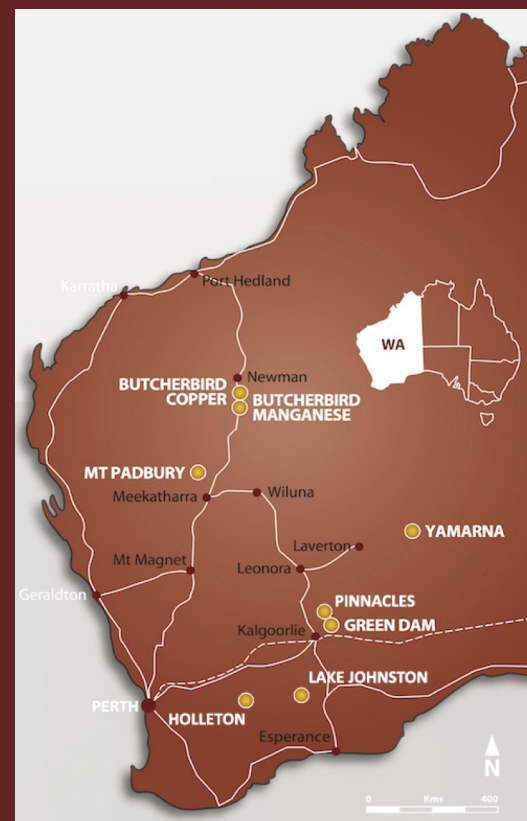 Karratha
Port Hedland
WA
Newman
BUTCHERBIRD
COPPER
BUTCHERBIRD
MANGANESE
MT PADBURY
Meekatharra
Wiluna
YAMARNA
Laverton
Mt Magnet
Leonora
Geraldton
PINNACLES
GREEN DAM
Kalgoorlie
LAKE JOHNSTON
PERTH
HOLLETON
Esperance
N
0 Kms 400